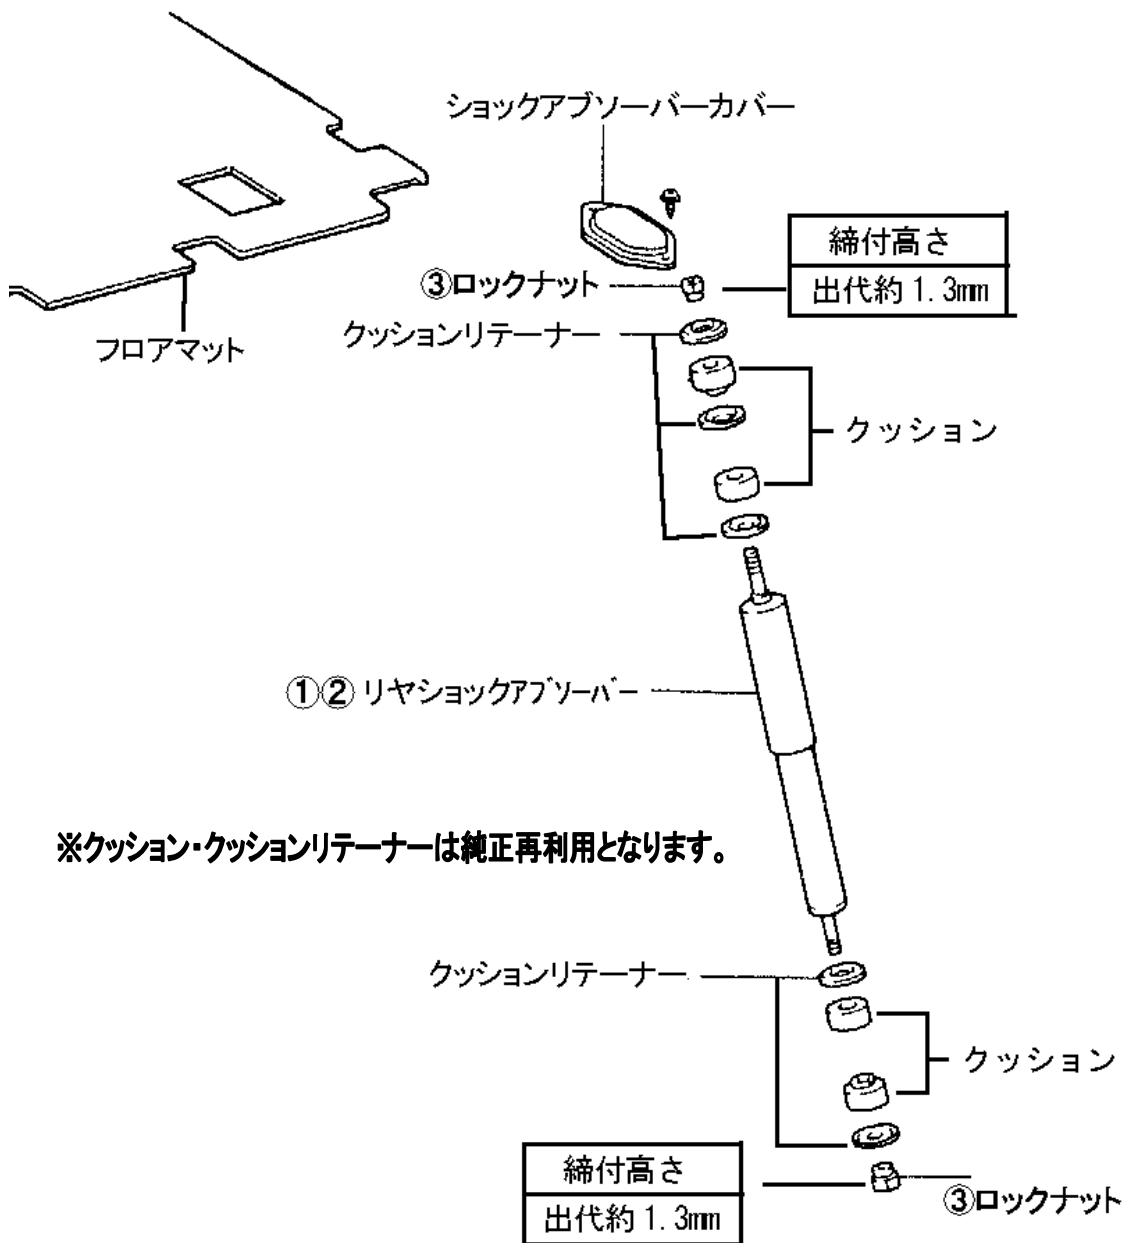 ショックアブソーバーカバー
締付高さ
出代約1.3mm
③ロックナット
クッションリテーナー
フロアマット
クッション
①②リヤショックアブソーバー
※クッション・クッションリテーナーは純正再利用となります。
クッションリテーナー
クッション
締付高さ
出代約1.3mm
③ロックナット